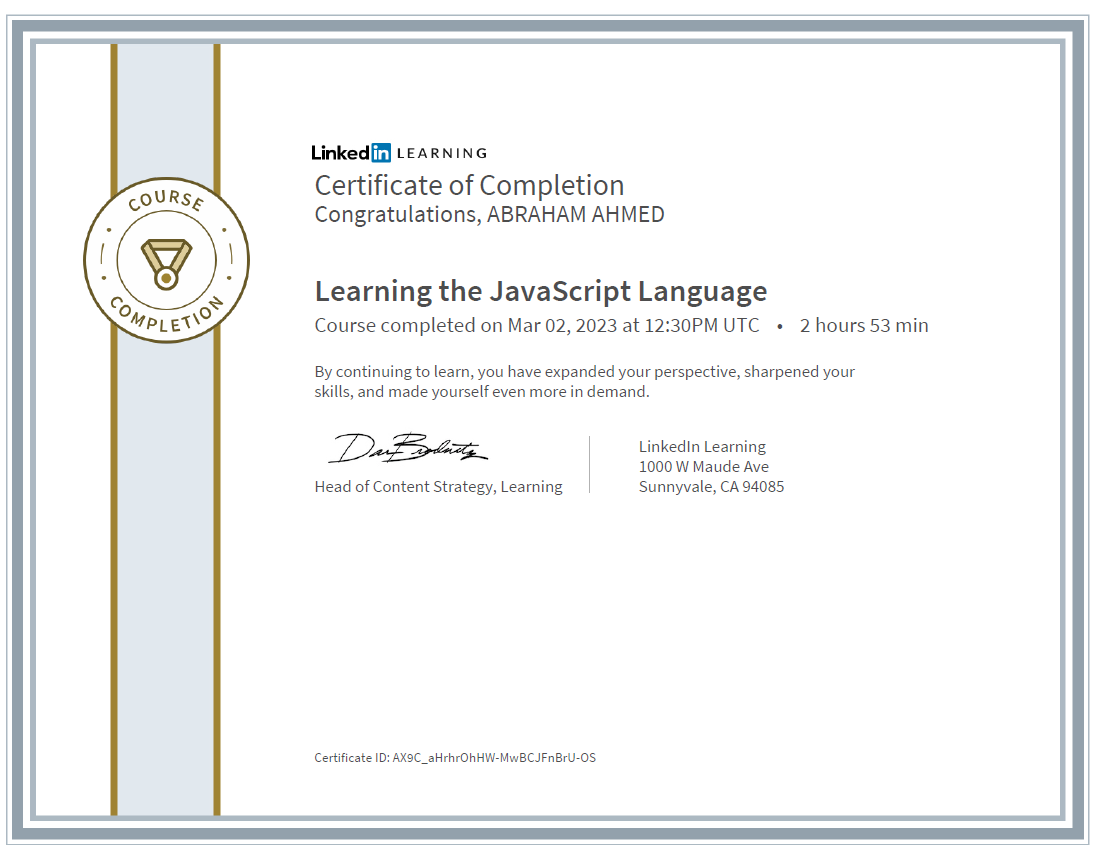 COURSE
COMPLETION
Linked in LEARNING
Certificate of Completion
Congratulations, ABRAHAM AHMED
Learning the JavaScript Language
Course completed on Mar 02, 2023 at 12:30PM UTC • 2 hours 53 min
By continuing to learn, you have expanded your perspective, sharpened your
skills, and made yourself even more in demand.
Head of Content Strategy, Learning
LinkedIn Learning
1000 W Maude Ave
Sunnyvale, CA 94085
Certificate ID: AX9C_aHrhrOhHW-MwBCJFnBrU-OS